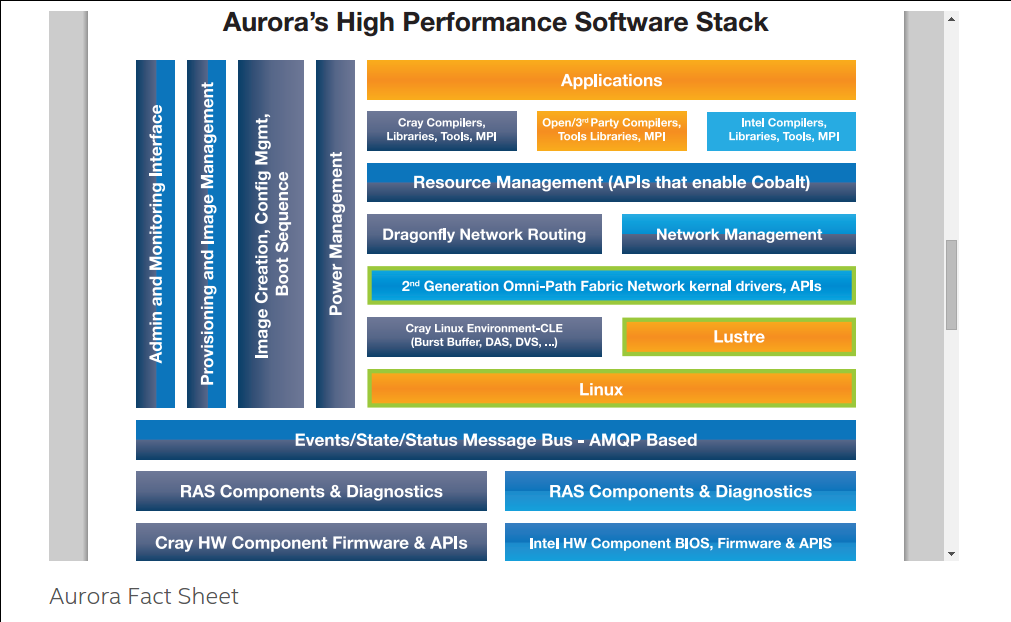 Aurora's High Performance Software Stack
Admin and Monitoring Interface
Provisioning and Image Management
Image Creation, Config Mgmt,
Boot Sequence
Power Management
Applications
Cray Compilers,
Libraries, Tools, MPI
Open/3rd Party Compilers,
Tools Libraries, MPI
Intel Compilers,
Libraries, Tools, MPI
Resource Management (APIs that enable Cobalt)
Dragonfly Network Routing
Network Management
2nd Generation Omni-Path Fabric Network kernal drivers, APIs
Cray Linux Environment-CLE
(Burst Buffer, DAS, DVS, ...)
Lustre
Linux
Events/State/Status Message Bus - AMQP Based
RAS Components & Diagnostics
RAS Components & Diagnostics
Cray HW Component Firmware & APIs
Intel HW Component BIOS, Firmware & APIS
Aurora Fact Sheet